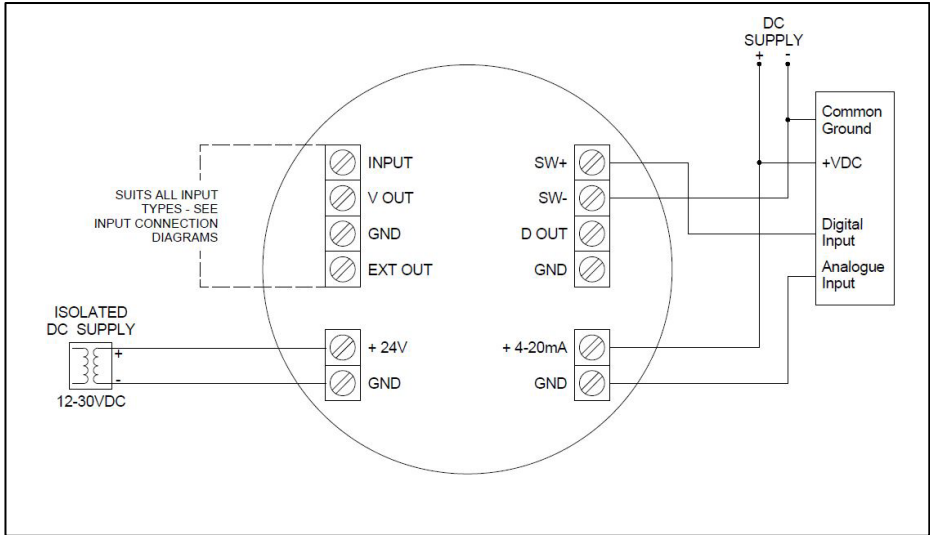 DC
SUPPLY
+ -
Common
Ground
+VDC
Digital
Input
Analogue
Input
SUITS ALL INPUT
TYPES - SEE
INPUT CONNECTION
DIAGRAMS
INPUT
V OUT
GND
EXT OUT
SW+
SW-
D OUT
GND
ISOLATED
DC SUPPLY
+
-
12-30VDC
+ 24V
GND
+ 4-20mA
GND